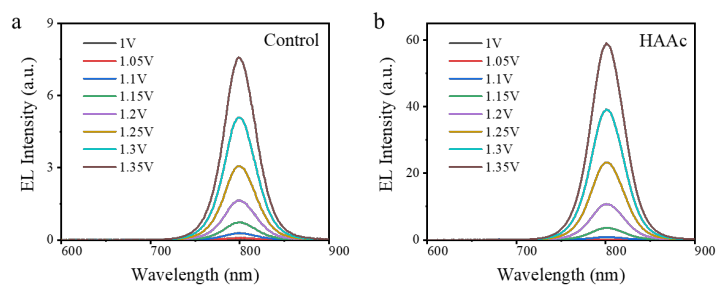 a
Control
1V
1.05V
1.1V
1.15V
1.2V
1.25V
1.3V
1.35V
EL Intensity (a.u.)
9
6
3
0
600
700
800
900
Wavelength (nm)
b
HAAc
1V
1.05V
1.1V
1.15V
1.2V
1.25V
1.3V
1.35V
EL Intensity (a.u.)
60
40
20
0
600
700
800
900
Wavelength (nm)